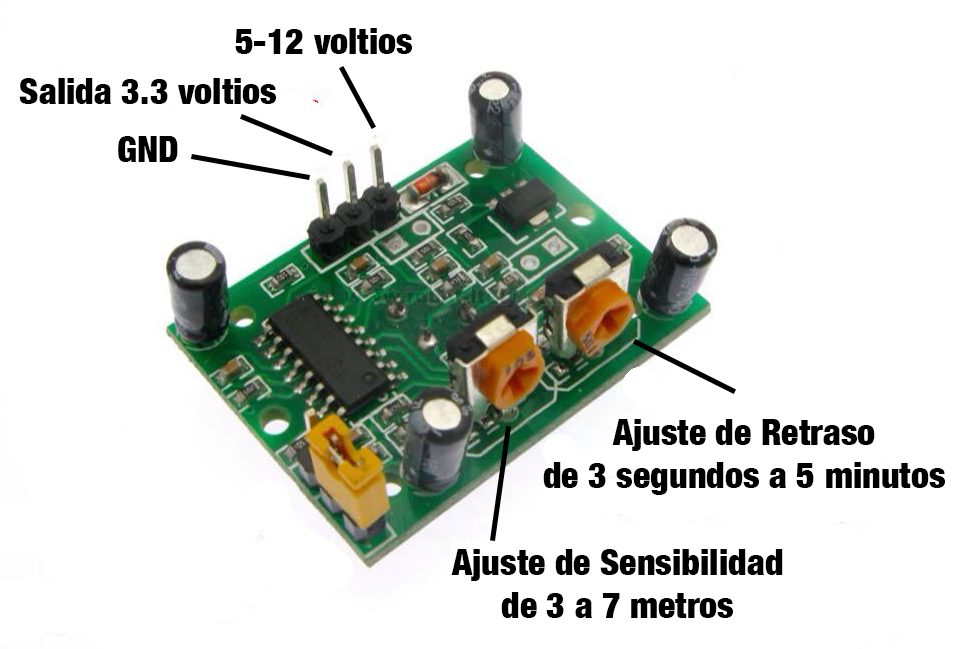 5-12 voltios
Salida 3.3 voltios
GND
Ajuste de Retraso
de 3 segundos a 5 minutos
Ajuste de Sensibilidad
de 3 a 7 metros